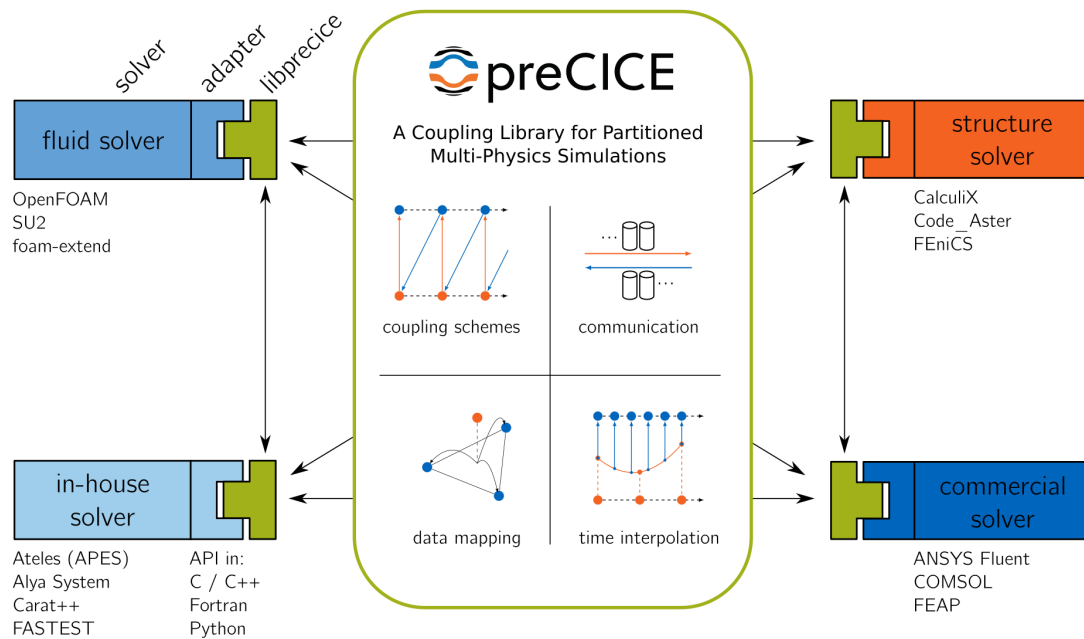 solver
adapter
libprecice
preCICE
A Coupling Library for Partitioned
Multi-Physics Simulations
fluid solver
OpenFOAM
SU2
foam-extend
structure
solver
CalculiX
Code_Aster
FEniCS
...
...
coupling schemes
communication
data mapping
time interpolation
in-house
solver
Ateles (APES)
Alya System
Carat++
FASTEST
API in:
C / C++
Fortran
Python
commercial
solver
ANSYS Fluent
COMSOL
FEAP